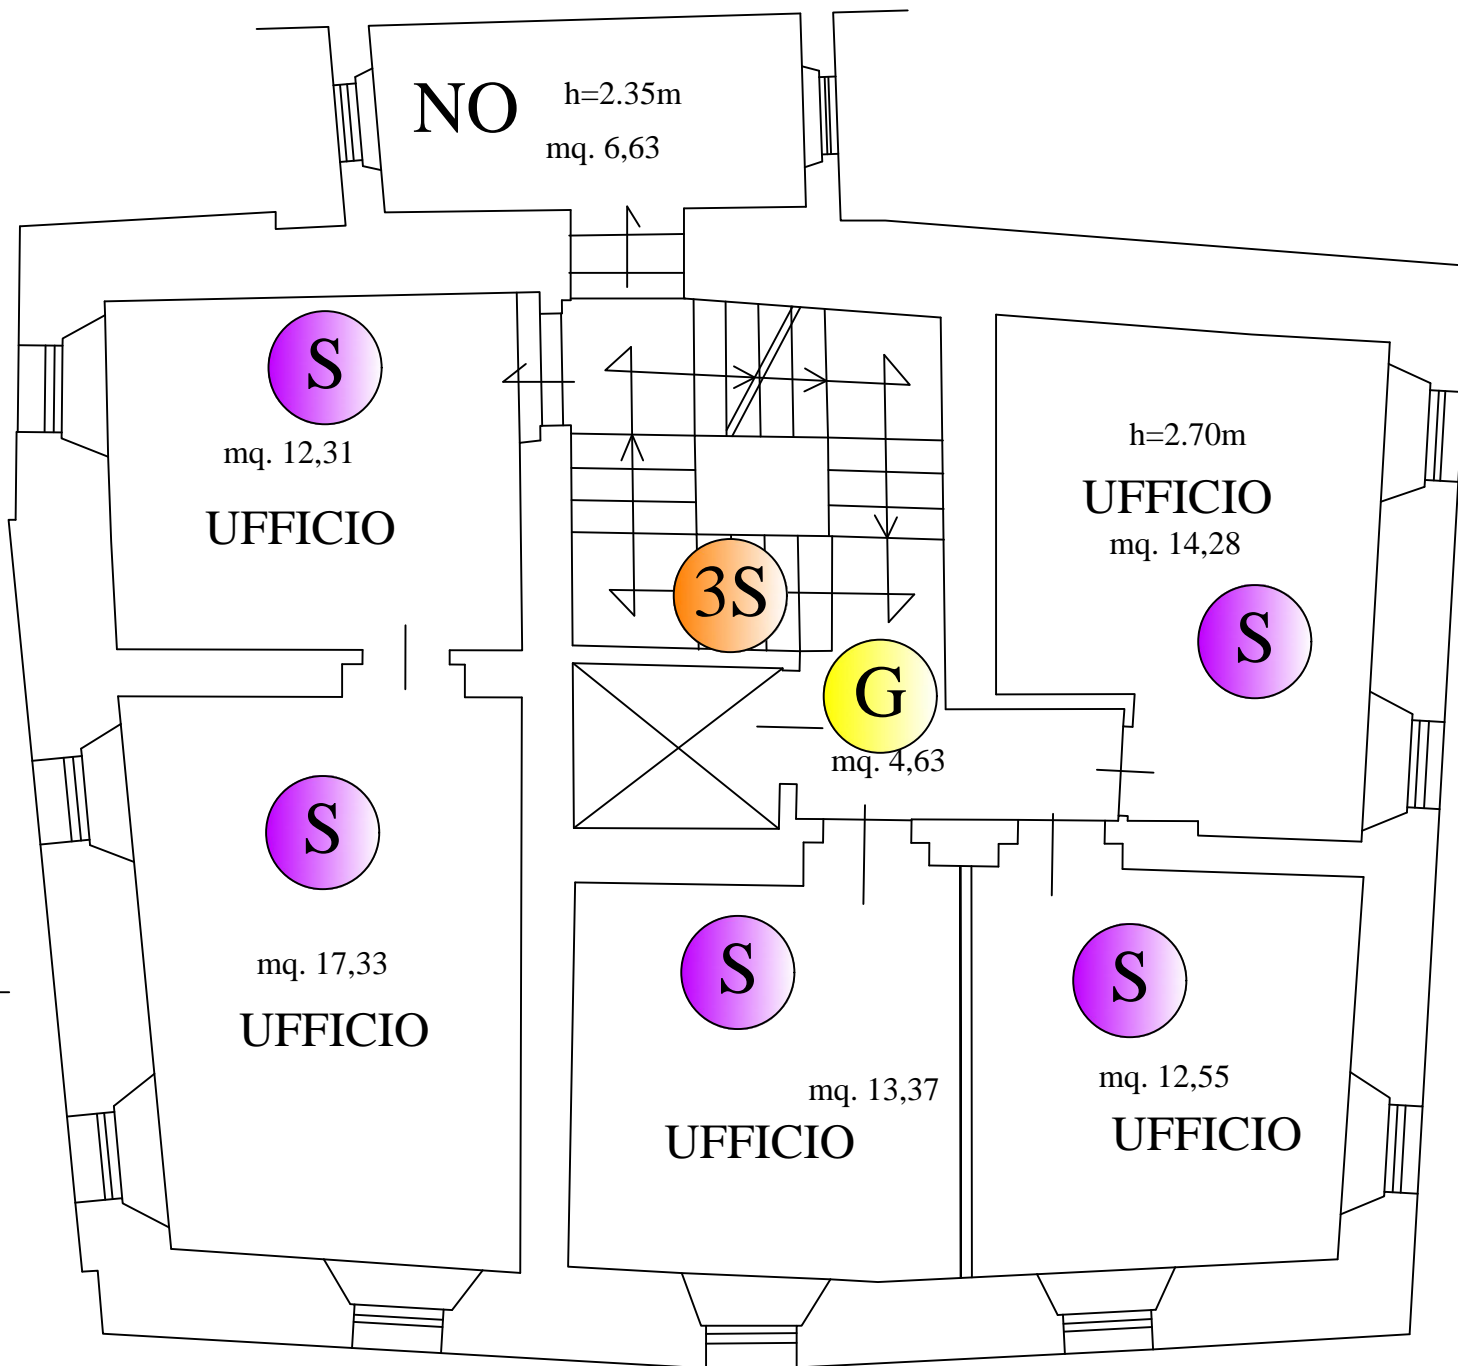 NO
h=2.35m
mq. 6,63
S
mq. 12,31
UFFICIO
h=2.70m
UFFICIO
mq. 14,28
S
3S
G
mq. 4,63
S
mq. 17,33
UFFICIO
S
mq. 13,37
UFFICIO
S
mq. 12,55
UFFICIO